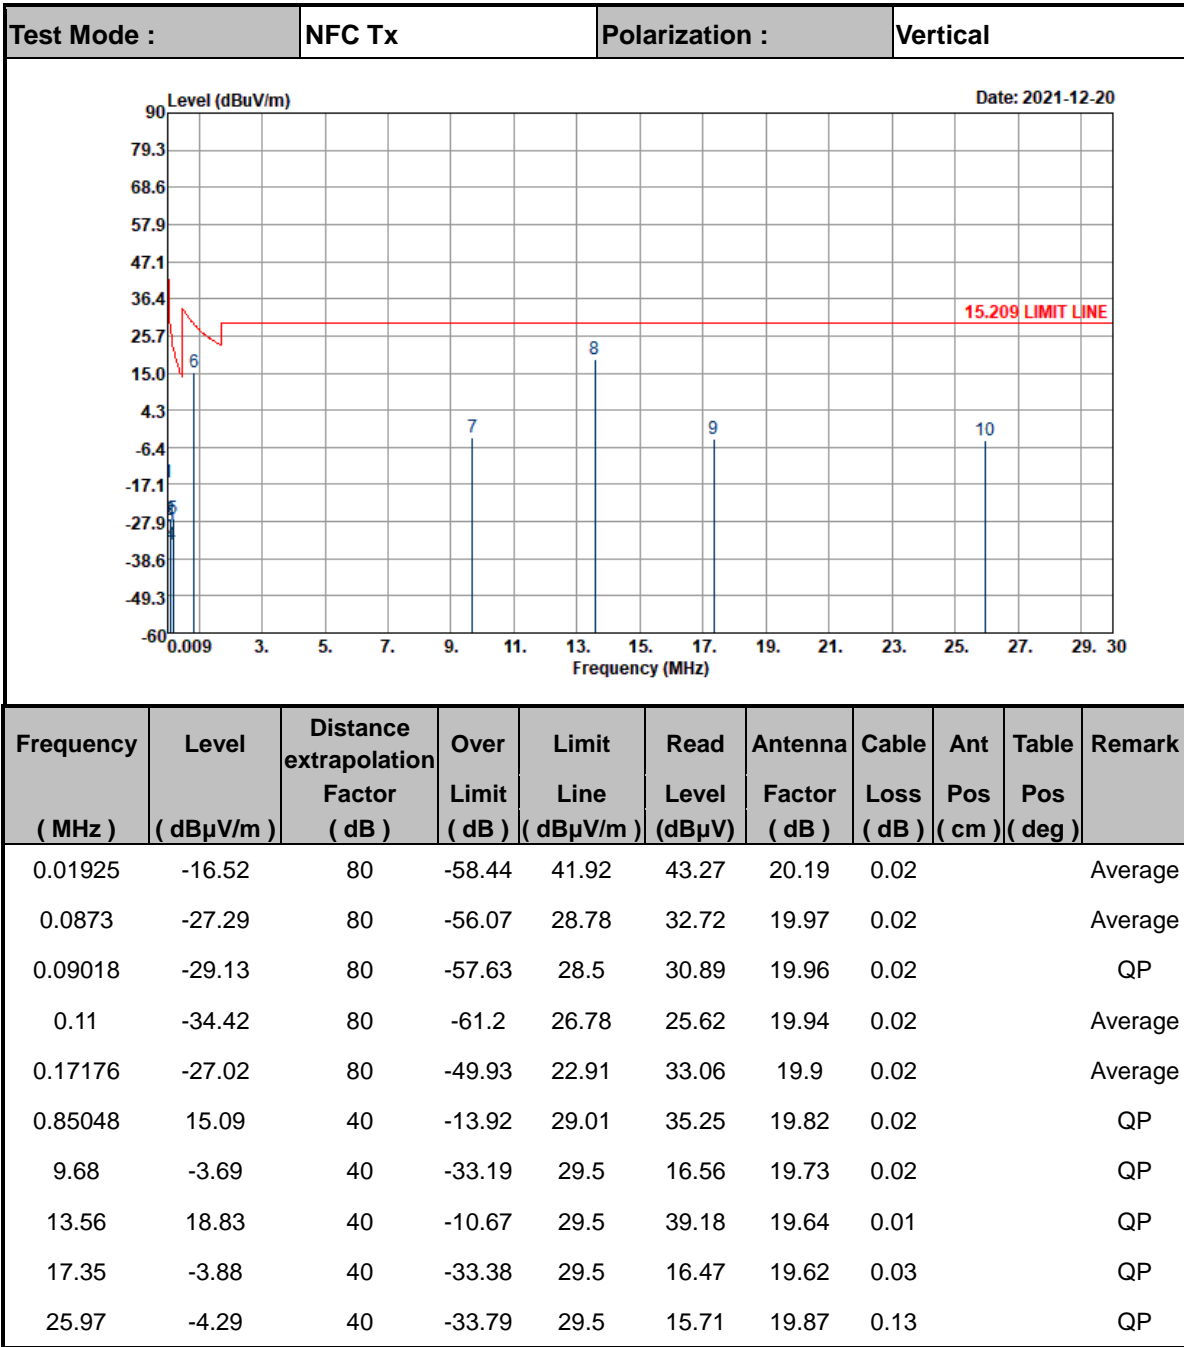 Test Mode : NFC Tx Polarization : Vertical
Level (dBuV/m) Date: 2021-12-20
90
79.3
68.6
57.9
47.1
36.4
15.209 LIMIT LINE
25.7
8
6
15.0
4.3
7 9 10
-6.4
-17.1
5
-27.9
4
-38.6
-49.3
-60
0.009 3. 5. 7. 9. 11. 13. 15. 17. 19. 21. 23. 25. 27. 29. 30
Frequency (MHz)
Frequency Level Distance extrapolation Factor Over Limit Limit Line Read Level Antenna Factor Cable Loss Ant Pos Table Pos Remark
( MHz ) ( dBµV/m ) ( dB ) ( dB ) ( dBµV/m ) (dBµV) ( dB ) ( dB ) ( cm ) ( deg )
0.01925 -16.52 80 -58.44 41.92 43.27 20.19 0.02 Average
0.0873 -27.29 80 -56.07 28.78 32.72 19.97 0.02 Average
0.09018 -29.13 80 -57.63 28.5 30.89 19.96 0.02 QP
0.11 -34.42 80 -61.2 26.78 25.62 19.94 0.02 Average
0.17176 -27.02 80 -49.93 22.91 33.06 19.9 0.02 Average
0.85048 15.09 40 -13.92 29.01 35.25 19.82 0.02 QP
9.68 -3.69 40 -33.19 29.5 16.56 19.73 0.02 QP
13.56 18.83 40 -10.67 29.5 39.18 19.64 0.01 QP
17.35 -3.88 40 -33.38 29.5 16.47 19.62 0.03 QP
25.97 -4.29 40 -33.79 29.5 15.71 19.87 0.13 QP